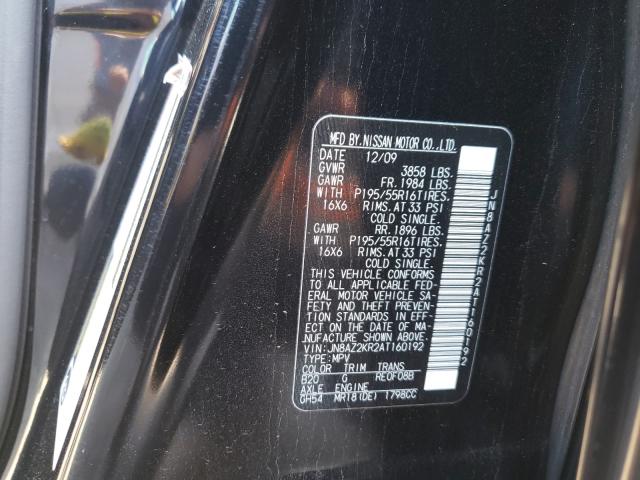 MFD BY.NISSAN MOTOR CO.,LTD.
DATE 12/09
GVWR 3858 LBS.
GAWR FR. 1984 LBS.
WITH P195/55R16TIRES.
16X6 RIMS.AT 33 PSI
COLD SINGLE.
GAWR RR. 1896 LBS.
WITH P195/55R16TIRES.
16X6 RIMS.AT 33 PSI
COLD SINGLE.
THIS VEHICLE CONFORMS
TO ALL APPLICABLE FED-
ERAL MOTOR VEHICLE SA-
FETY AND THEFT PREVEN-
TION STANDARDS IN EFF-
ECT ON THE DATE OF MA-
NUFACTURE SHOWN ABOVE.
VIN:JN8AZ2KR2AT160192
TYPE:MPV
COLOR TRIM TRANS
B20 G RE0F08B
AXLE ENGINE
GH54 MR18(DE) 1798CC
JN8AZ2KR2AT160192